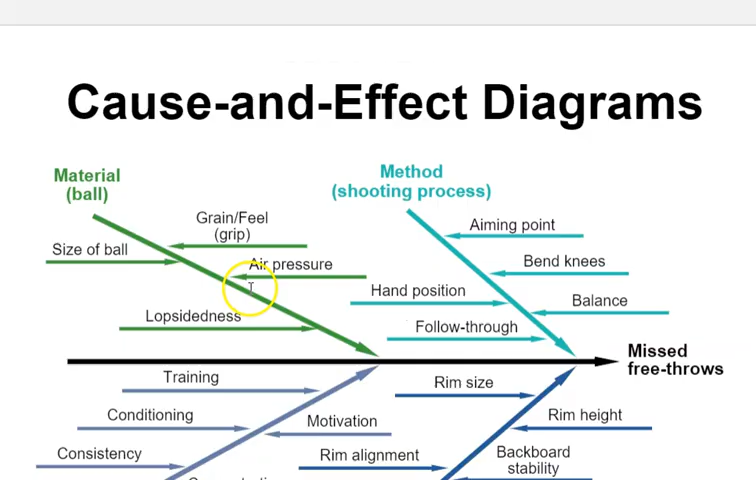 Cause-and-Effect Diagrams
Material
(ball)
Method
(shooting process)
Grain/Feel
(grip)
Size of ball
Air pressure
Lopsidedness
Aiming point
Bend knees
Hand position
Balance
Follow-through
Missed
free-throws
Training
Conditioning
Motivation
Consistency
Rim size
Rim height
Rim alignment
Backboard
stability